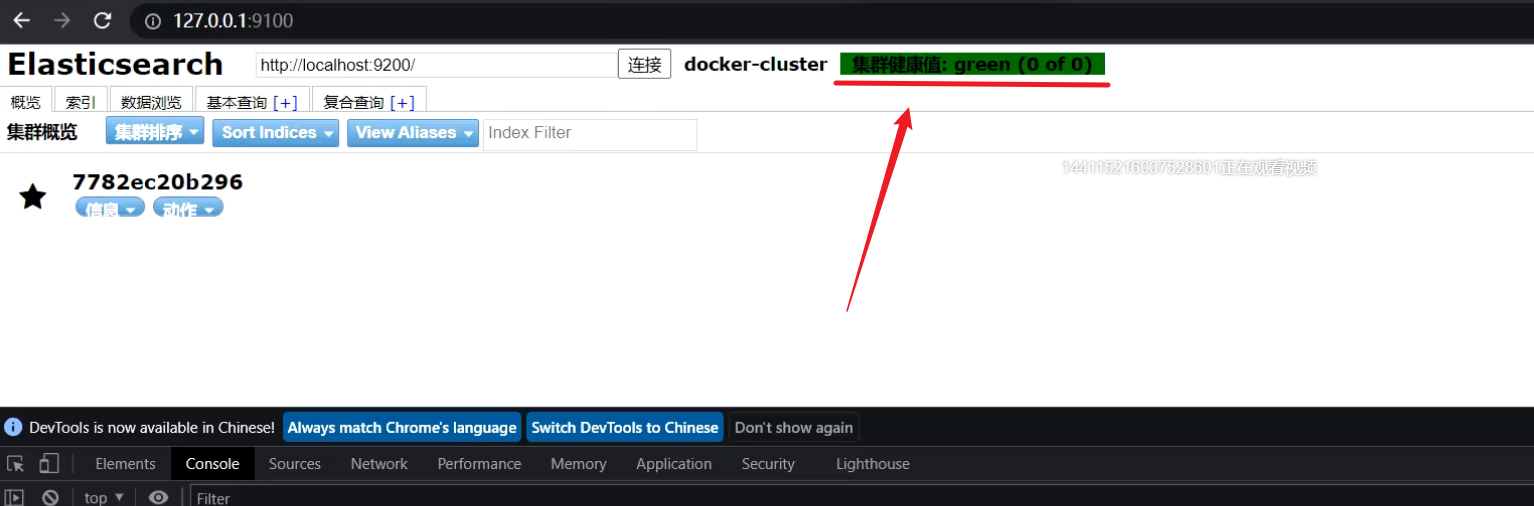 127.0.0.1:9100
Elasticsearch http://localhost:9200/ 连接 docker-cluster 集群健康值: green (0 of 0)
概览 索引 数据浏览 基本查询 [+] 复合查询 [+]
集群概览 集群排序 Sort Indices View Aliases Index Filter
144115216007528601正在观看视频
7782ec20b296
信息 动作
DevTools is now available in Chinese! Always match Chrome's language Switch DevTools to Chinese Don't show again
Elements Console Sources Network Performance Memory Application Security Lighthouse
top Filter